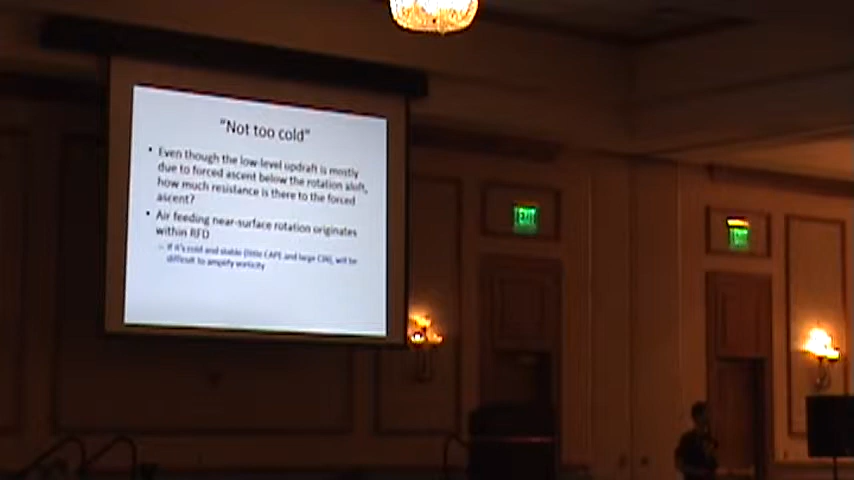 "Not too cold"
• Even though the low-level updraft is mostly
due to forced ascent below the rotation aloft,
how much resistance is there to the forced
ascent?
• Air feeding near-surface rotation originates
within RFD
– If it's cold and stable (little CAPE and large CIN), will be
difficult to amplify vorticity
EXIT
EXIT